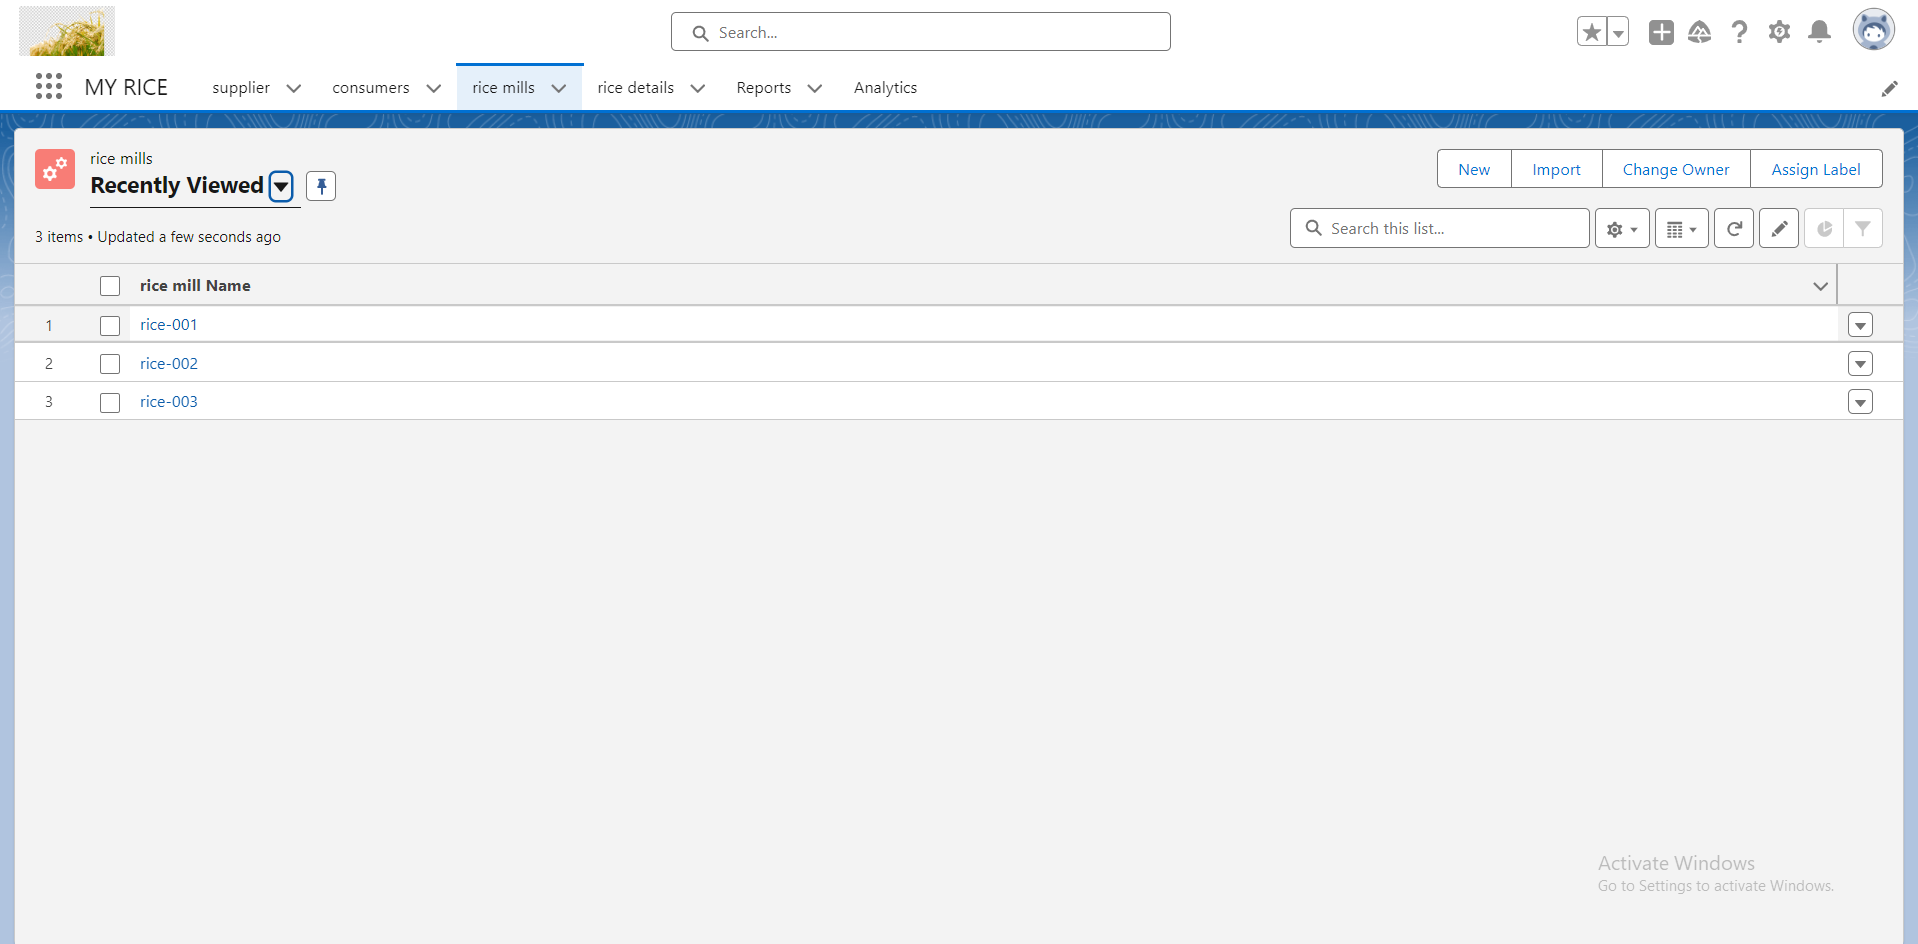 Search...
MY RICE
supplier
consumers
rice mills
rice details
Reports
Analytics
rice mills
Recently Viewed
New
Import
Change Owner
Assign Label
3 items • Updated a few seconds ago
Search this list...
rice mill Name
1 rice-001
2 rice-002
3 rice-003
Activate Windows
Go to Settings to activate Windows.